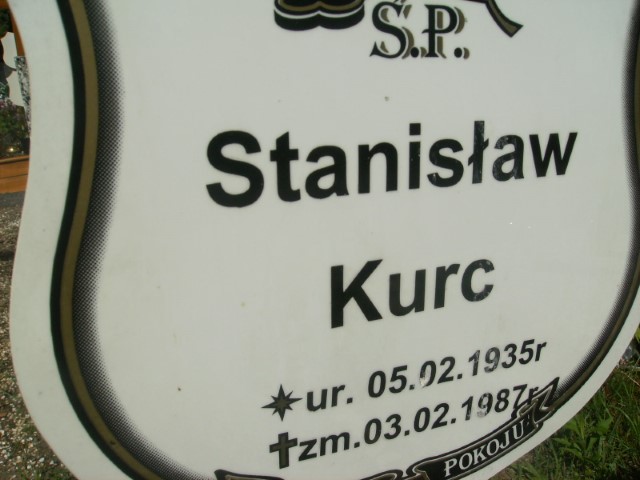 Ś.P.
Stanisław
Kurc
ur. 05.02.1935r
zm.03.02.1987r
POKOJU